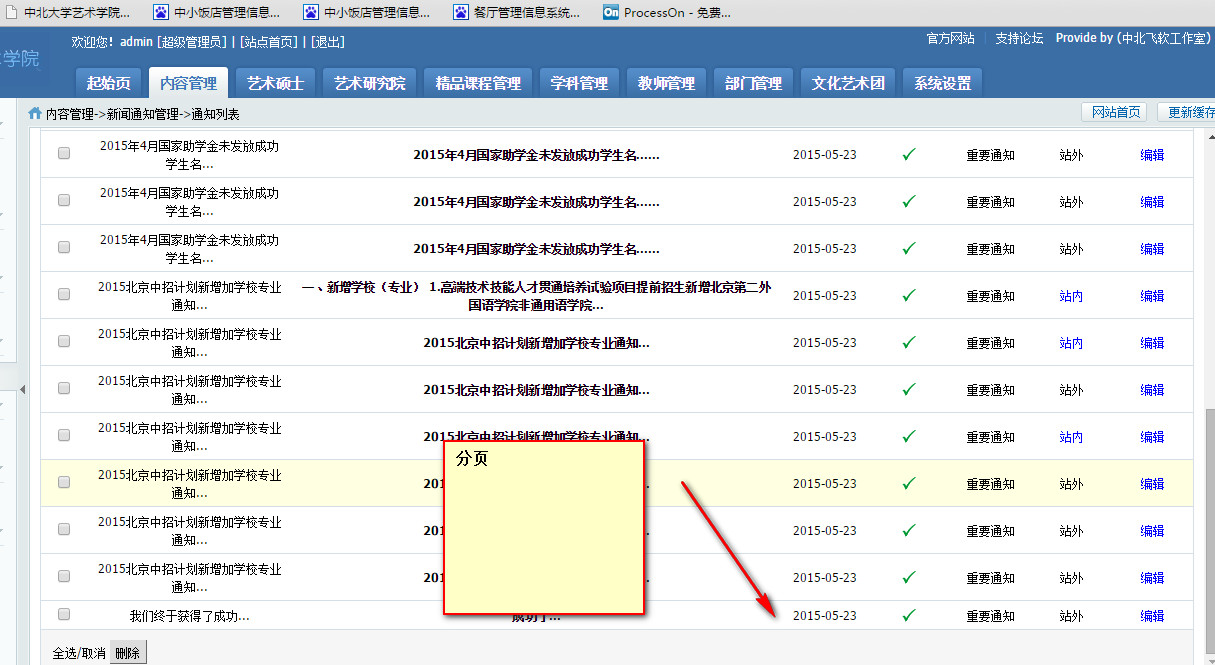 中北大学艺术学院... 中小饭店管理信息... 中小饭店管理信息... 餐厅管理信息系统... On ProcessOn - 免费...
学院 欢迎您! admin [超级管理员] | [站点首页] | [退出] 官方网站 支持论坛 Provide by (中北飞软工作室)
起始页 内容管理 艺术硕士 艺术研究院 精品课程管理 学科管理 教师管理 部门管理 文化艺术团 系统设置
内容管理->新闻通知管理->通知列表 网站首页 更新缓存
2015年4月国家助学金未发放成功
学生名... 2015年4月国家助学金未发放成功学生名...... 2015-05-23 重要通知 站外 编辑
2015年4月国家助学金未发放成功
学生名... 2015年4月国家助学金未发放成功学生名...... 2015-05-23 重要通知 站外 编辑
2015年4月国家助学金未发放成功
学生名... 2015年4月国家助学金未发放成功学生名...... 2015-05-23 重要通知 站外 编辑
2015北京中招计划新增加学校专业
通知... 一、新增学校（专业） 1.高端技术技能人才贯通培养试验项目提前招生新增北京第二外
国语学院非通用语学院... 2015-05-23 重要通知 站内 编辑
2015北京中招计划新增加学校专业
通知... 2015北京中招计划新增加学校专业通知... 2015-05-23 重要通知 站内 编辑
2015北京中招计划新增加学校专业
通知... 2015北京中招计划新增加学校专业通知... 2015-05-23 重要通知 站外 编辑
2015北京中招计划新增加学校专业
通知... 2015北京中招计划新增加学校专业通知... 2015-05-23 重要通知 站内 编辑
分页
2015北京中招计划新增加学校专业
通知... 201 2015-05-23 重要通知 站外 编辑
2015北京中招计划新增加学校专业
通知... 201 2015-05-23 重要通知 站外 编辑
2015北京中招计划新增加学校专业
通知... 201 2015-05-23 重要通知 站外 编辑
我们终于获得了成功... 成功了... 2015-05-23 重要通知 站外 编辑
全选/取消 删除